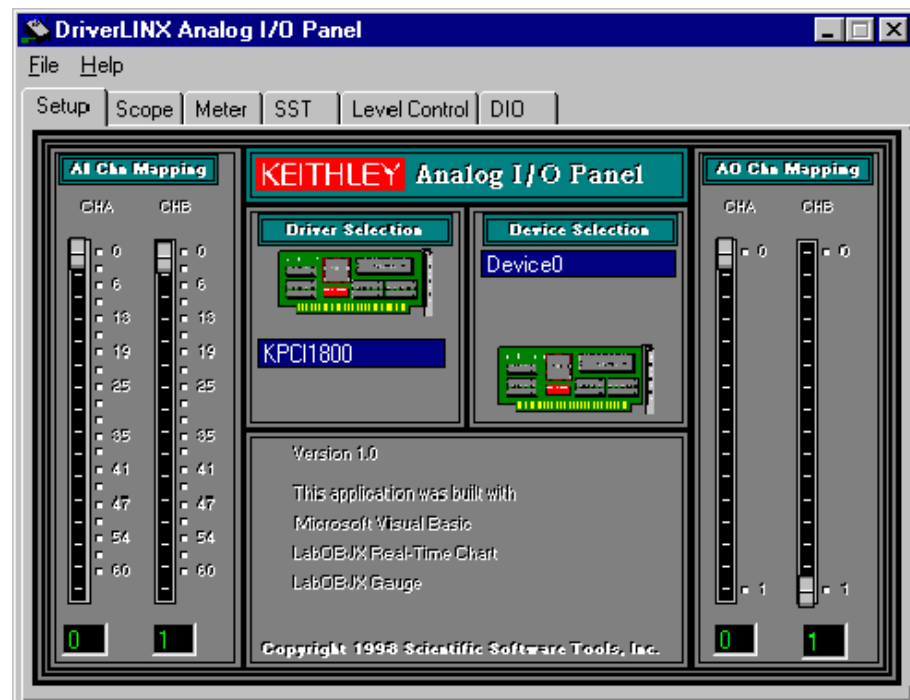 DriverLINX Analog I/O Panel
File Help
Setup Scope Meter SST Level Control DIO
AI Chn Mapping
CHA CHB
0 0
6 6
13 13
19 19
25 25
35 35
41 41
47 47
54 54
60 60
0 1
KEITHLEY Analog I/O Panel
Driver Selection
KPCI1800
Device Selection
Device0
Version 1.0
This application was built with
Microsoft Visual Basic
LabOBJX Real-Time Chart
LabOBJX Gauge
Copyright 1998 Scientific Software Tools, Inc.
AO Chn Mapping
CHA CHB
0 0
1 1
0 1